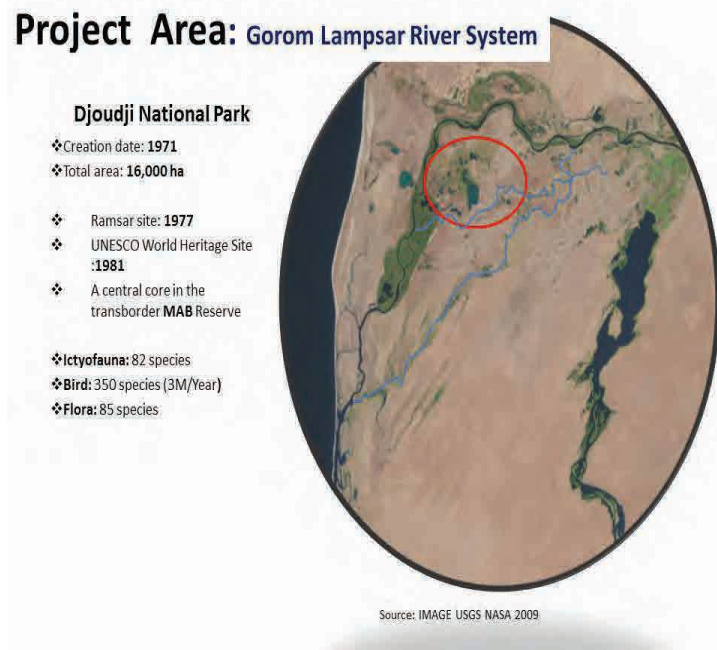 Project Area: Gorom Lampsar River System
Djoudji National Park
❖Creation date: 1971
❖Total area: 16,000 ha
❖ Ramsar site: 1977
❖ UNESCO World Heritage Site
:1981
❖ A central core in the
transborder MAB Reserve
❖Ictyofauna: 82 species
❖Bird: 350 species (3M/Year)
❖Flora: 85 species
Source: IMAGE USGS NASA 2009